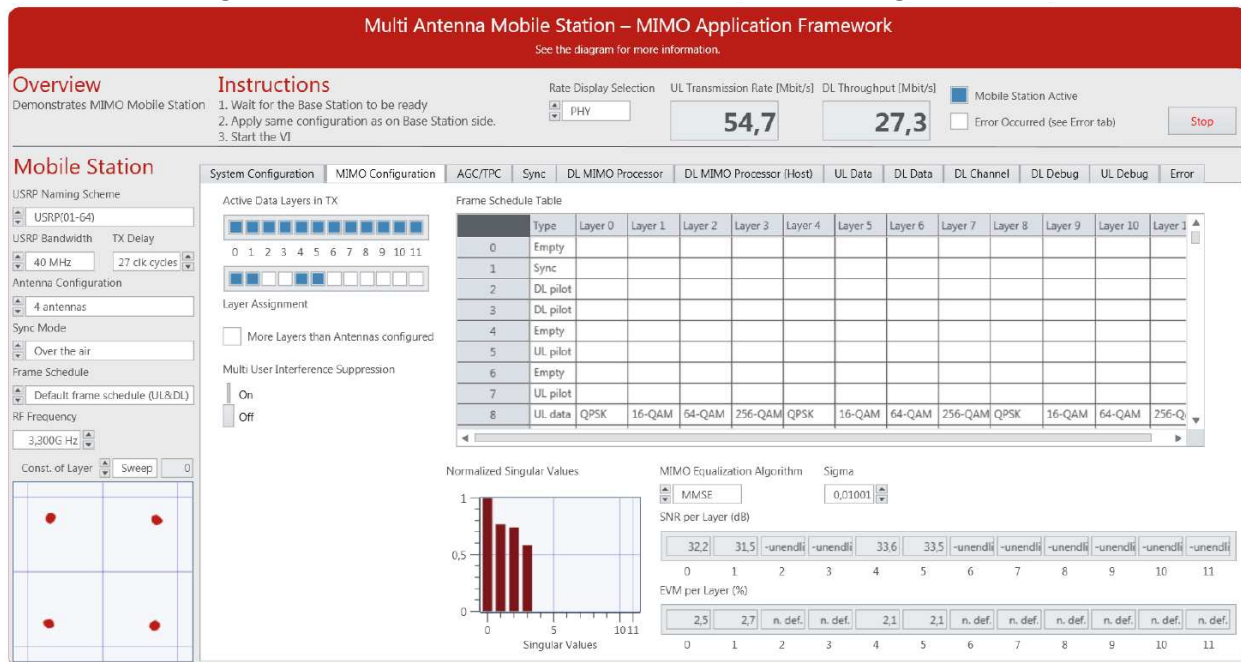 Multi Antenna Mobile Station – MIMO Application Framework
See the diagram for more information.
Overview
Demonstrates MIMO Mobile Station
Instructions
1. Wait for the Base Station to be ready
2. Apply same configuration as on Base Station side.
3. Start the VI
Rate Display Selection
PHY
UL Transmission Rate [Mbit/s]
54,7
DL Throughput [Mbit/s]
27,3
Mobile Station Active
Error Occurred (see Error tab)
Stop
Mobile Station
USRP Naming Scheme
USRP(01-64)
USRP Bandwidth TX Delay
40 MHz 27 clk cycles
Antenna Configuration
4 antennas
Sync Mode
Over the air
Frame Schedule
Default frame schedule (UL&DL)
RF Frequency
3,300G Hz
Const. of Layer Sweep 0
System Configuration MIMO Configuration AGC/TPC Sync DL MIMO Processor DL MIMO Processor (Host) UL Data DL Data DL Channel DL Debug UL Debug Error
Active Data Layers in TX
0 1 2 3 4 5 6 7 8 9 10 11
Layer Assignment
More Layers than Antennas configured
Multi User Interference Suppression
On
Off
Frame Schedule Table
Type Layer 0 Layer 1 Layer 2 Layer 3 Layer 4 Layer 5 Layer 6 Layer 7 Layer 8 Layer 9 Layer 10 Layer 1
0 Empty
1 Sync
2 DL pilot
3 DL pilot
4 Empty
5 UL pilot
6 Empty
7 UL pilot
8 UL data QPSK 16-QAM 64-QAM 256-QAM QPSK 16-QAM 64-QAM 256-QAM QPSK 16-QAM 64-QAM 256-Q
Normalized Singular Values
1
0,5
0
0 5 10 11
Singular Values
MIMO Equalization Algorithm Sigma
MMSE 0,01001
SNR per Layer (dB)
32,2 31,5 -unendli -unendli 33,6 33,5 -unendli -unendli -unendli -unendli -unendli -unendli
0 1 2 3 4 5 6 7 8 9 10 11
EVM per Layer (%)
2,5 2,7 n. def. n. def. 2,1 2,1 n. def. n. def. n. def. n. def. n. def. n. def.
0 1 2 3 4 5 6 7 8 9 10 11